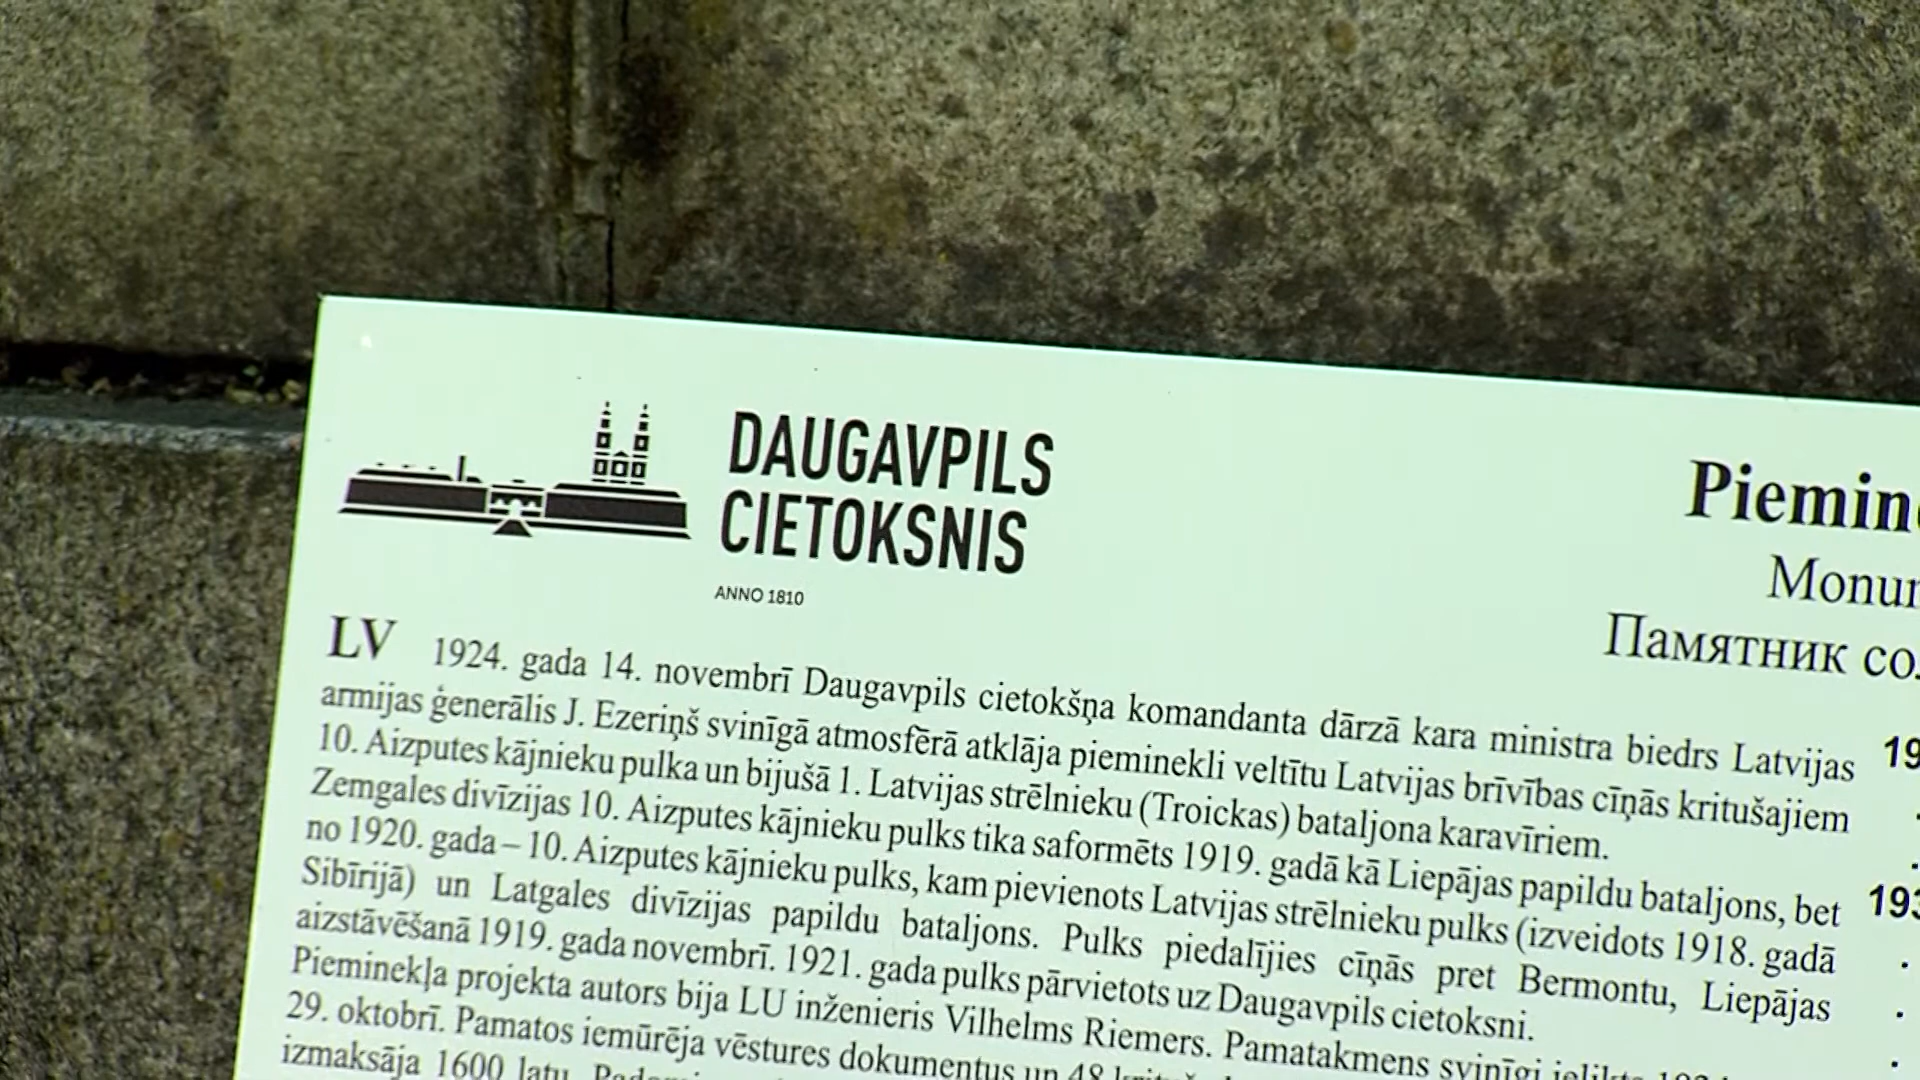 DAUGAVPILS
CIETOKSNIS
ANNO 1810
Piemin
Monu
Памятник со
LV 1924. gada 14. novembrī Daugavpils cietokšņa komandanta dārzā kara ministra biedrs Latvijas
armijas ģenerālis J. Ezeriņš svinīgā atmosfērā atklāja pieminekli veltītu Latvijas brīvības cīņās kritušajiem
10. Aizputes kājnieku pulka un bijušā 1. Latvijas strēlnieku (Troickas) bataljona karavīriem.
Zemgales divīzijas 10. Aizputes kājnieku pulks tika saformēts 1919. gadā kā Liepājas papildu bataljons, bet
no 1920. gada – 10. Aizputes kājnieku pulks, kam pievienots Latvijas strēlnieku pulks (izveidots 1918. gadā
Sibīrijā) un Latgales divīzijas papildu bataljons. Pulks piedalījies cīņās pret Bermontu, Liepājas
aizstāvēšanā 1919. gada novembrī. 1921. gada pulks pārvietots uz Daugavpils cietoksni.
Pieminekļa projekta autors bija LU inženieris Vilhelms Riemers. Pamatakmens svinīgi ielikts
29. oktobrī. Pamatos iemūrēja vēstures dokumentus un 48
izmaksāja 1600 latu.
19
193